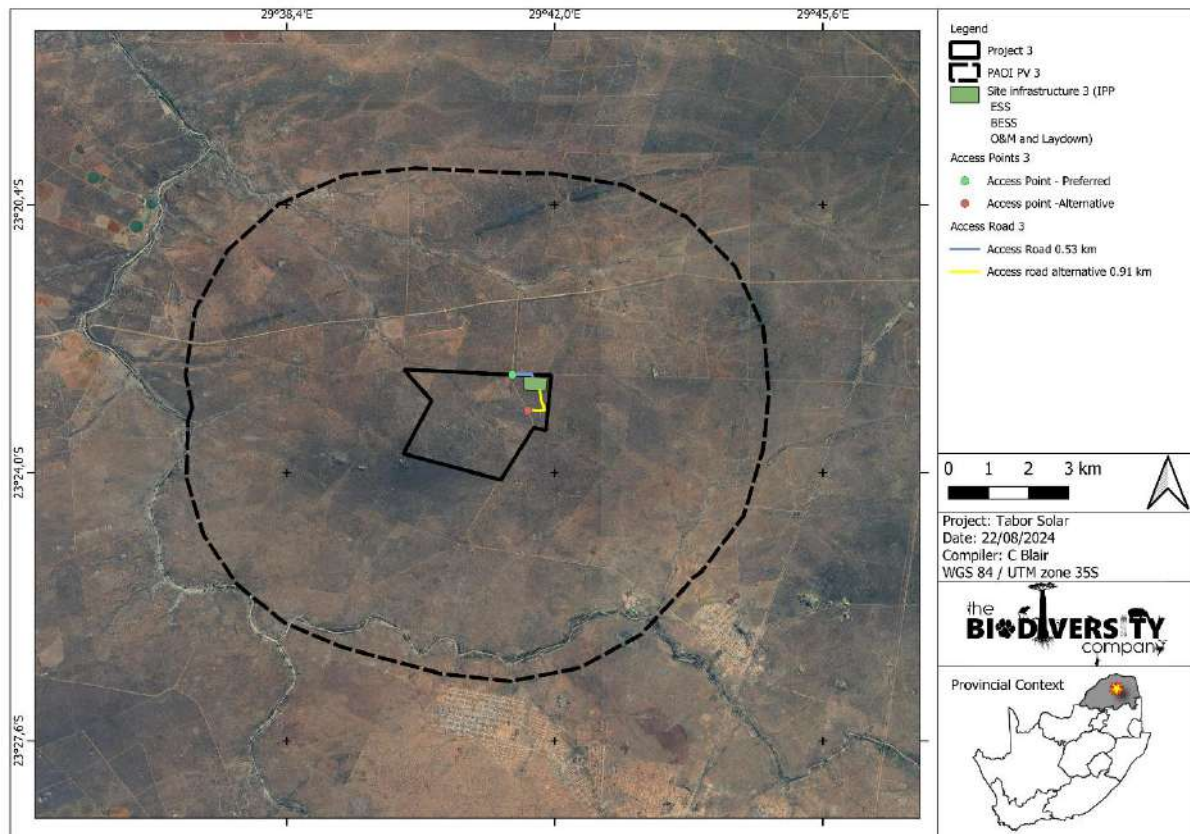 29°38,4'E 29°42,0'E 29°45,6'E
23°20,4'S
23°24,0'S
23°27,6'S
Legend
Project 3
PAOI PV 3
Site infrastructure 3 (IPP
ESS
BESS
O&M and Laydown)
Access Points 3
Access Point - Preferred
Access point -Alternative
Access Road 3
Access Road 0.53 km
Access road alternative 0.91 km
0 1 2 3 km
Project: Tabor Solar
Date: 22/08/2024
Compiler: C Blair
WGS 84 / UTM zone 35S
the
BIODIVERSITY
company
Provincial Context